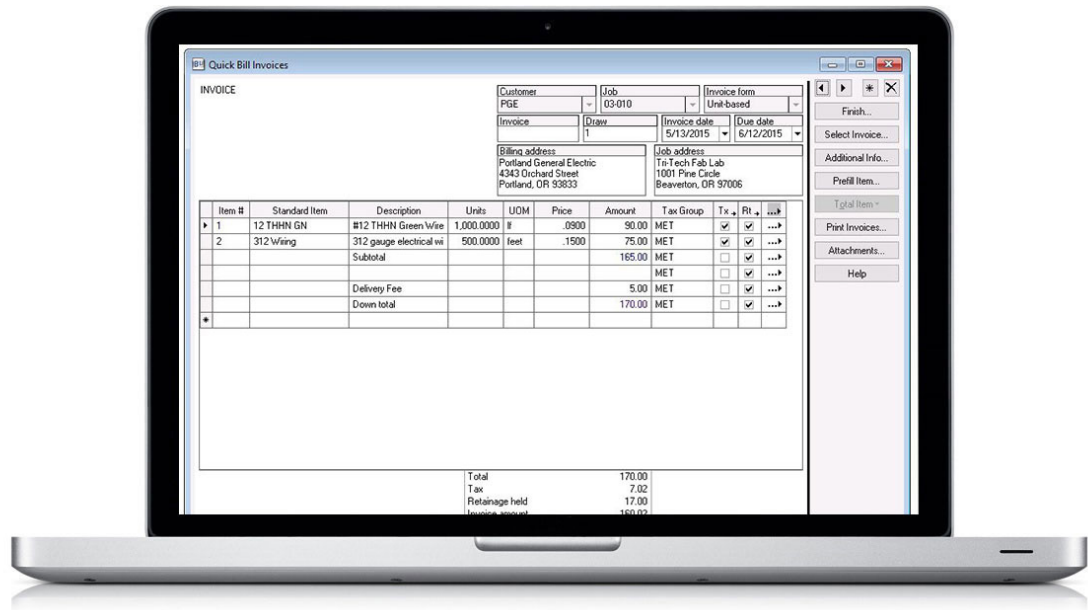 Quick Bill Invoices
INVOICE
Customer Job Invoice form
PGE 03-010 Unit-based
Invoice Draw Invoice date Due date
1 5/13/2015 6/12/2015
Billing address Job address
Portland General Electric Tri-Tech Fab Lab
4343 Orchard Street 1001 Pine Circle
Portland, OR 93833 Beaverton, OR 97006
Item # Standard Item Description Units UOM Price Amount Tax Group Tx Rt ...
1 12 THHN GN #12 THHN Green Wire 1,000.0000 lf .0900 90.00 MET ...
2 312 Wiring 312 gauge electrical wi 500.0000 feet .1500 75.00 MET ...
Subtotal 165.00 MET ...
MET ...
Delivery Fee 5.00 MET ...
Down total 170.00 MET ...
Total 170.00
Tax 7.02
Retainage held 17.00
Invoice amount 160.02
Finish...
Select Invoice...
Additional Info...
Prefill Item...
Total Item
Print Invoices...
Attachments...
Help